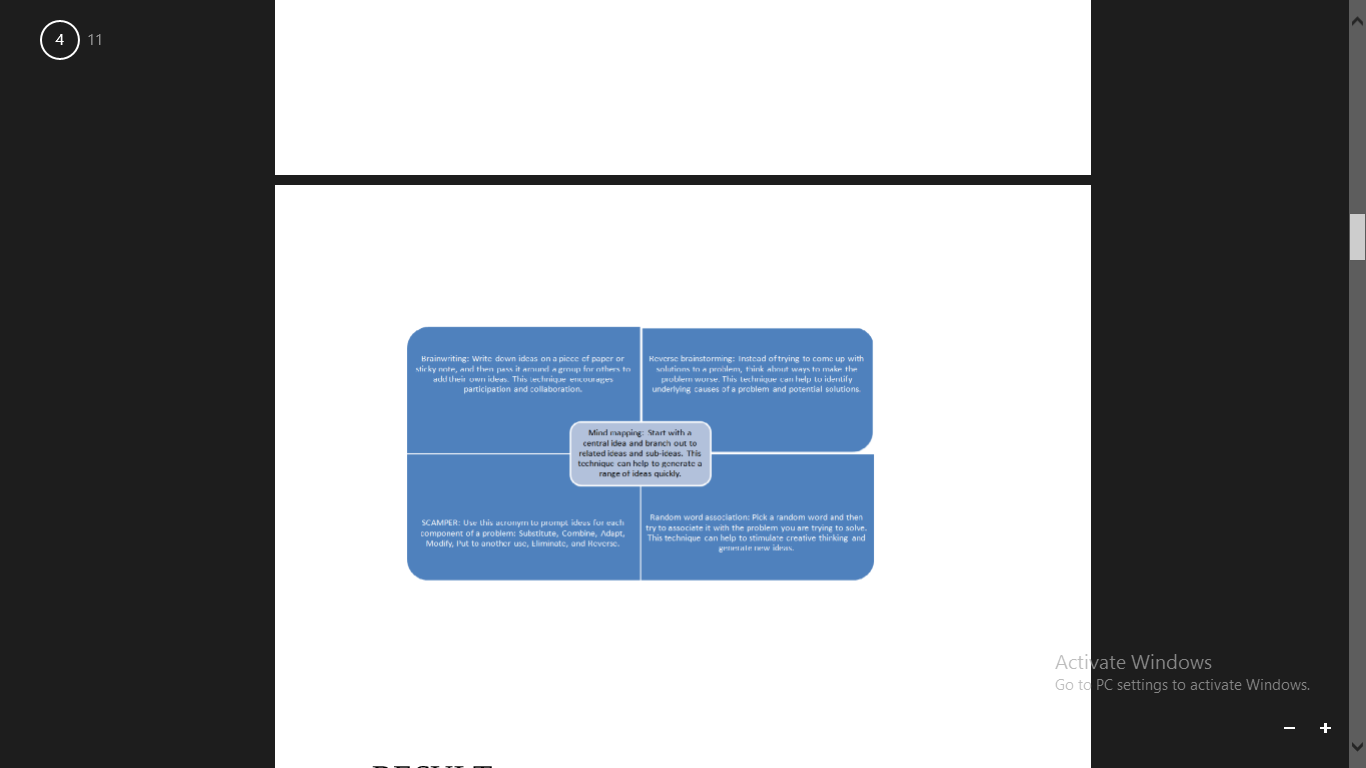 4 11
Brainwriting: Write down ideas on a piece of paper or
sticky note, and then pass it around a group for others to
add their own ideas. This technique encourages
participation and collaboration.
Reverse brainstorming: Instead of trying to come up with
solutions to a problem, think about ways to make the
problem worse. This technique can help to identify
underlying causes of a problem and potential solutions.
Mind mapping: Start with a
central idea and branch out to
related ideas and sub-ideas. This
technique can help to generate a
range of ideas quickly.
SCAMPER: Use this acronym to prompt ideas for each
component of a problem: Substitute, Combine, Adapt,
Modify, Put to another use, Eliminate, and Reverse.
Random word association: Pick a random word and then
try to associate it with the problem you are trying to solve.
This technique can help to stimulate creative thinking and
generate new ideas.
Activate Windows
Go to PC settings to activate Windows.
RESULT